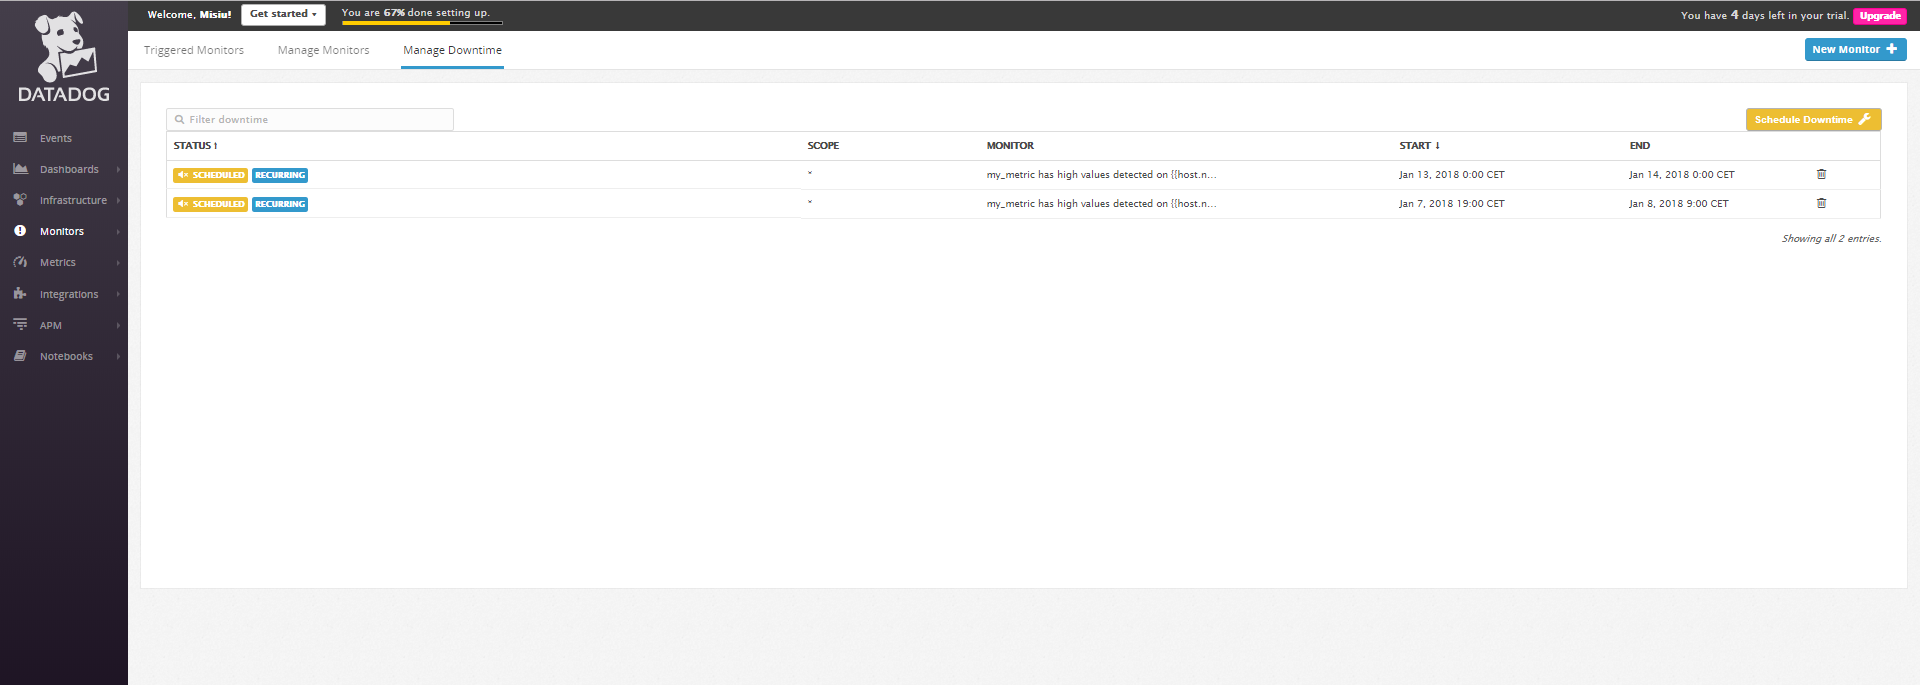 Welcome, Misiu! Get started You are 67% done setting up. You have 4 days left in your trial. Upgrade
DATADOG
Triggered Monitors Manage Monitors Manage Downtime New Monitor +
Events
Dashboards
Infrastructure
Monitors
Metrics
Integrations
APM
Notebooks
Filter downtime Schedule Downtime
STATUS SCOPE MONITOR START END
SCHEDULED RECURRING * my_metric has high values detected on {{host.n... Jan 13, 2018 0:00 CET Jan 14, 2018 0:00 CET
SCHEDULED RECURRING * my_metric has high values detected on {{host.n... Jan 7, 2018 19:00 CET Jan 8, 2018 9:00 CET
Showing all 2 entries.